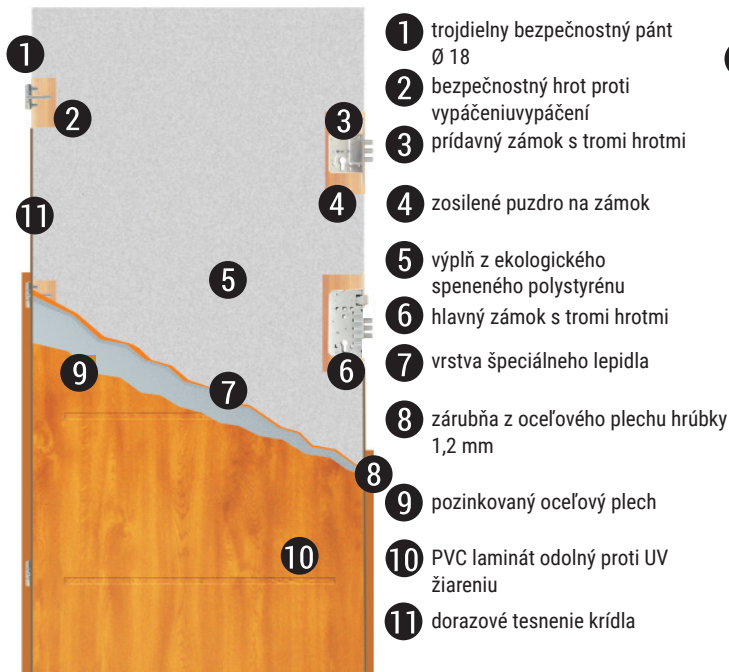 1 trojdielny bezpečnostný pánt
Ø 18
2 bezpečnostný hrot proti
vypáčeniuvypáčení
3 prídavný zámok s tromi hrotmi
4 zosilené puzdro na zámok
5 výplň z ekologického
speneného polystyrénu
6 hlavný zámok s tromi hrotmi
7 vrstva špeciálneho lepidla
8 zárubňa z oceľového plechu hrúbky
1,2 mm
9 pozinkovaný oceľový plech
10 PVC laminát odolný proti UV
žiareniu
11 dorazové tesnenie krídla
1
2
3
4
11
5
6
9
7
8
10